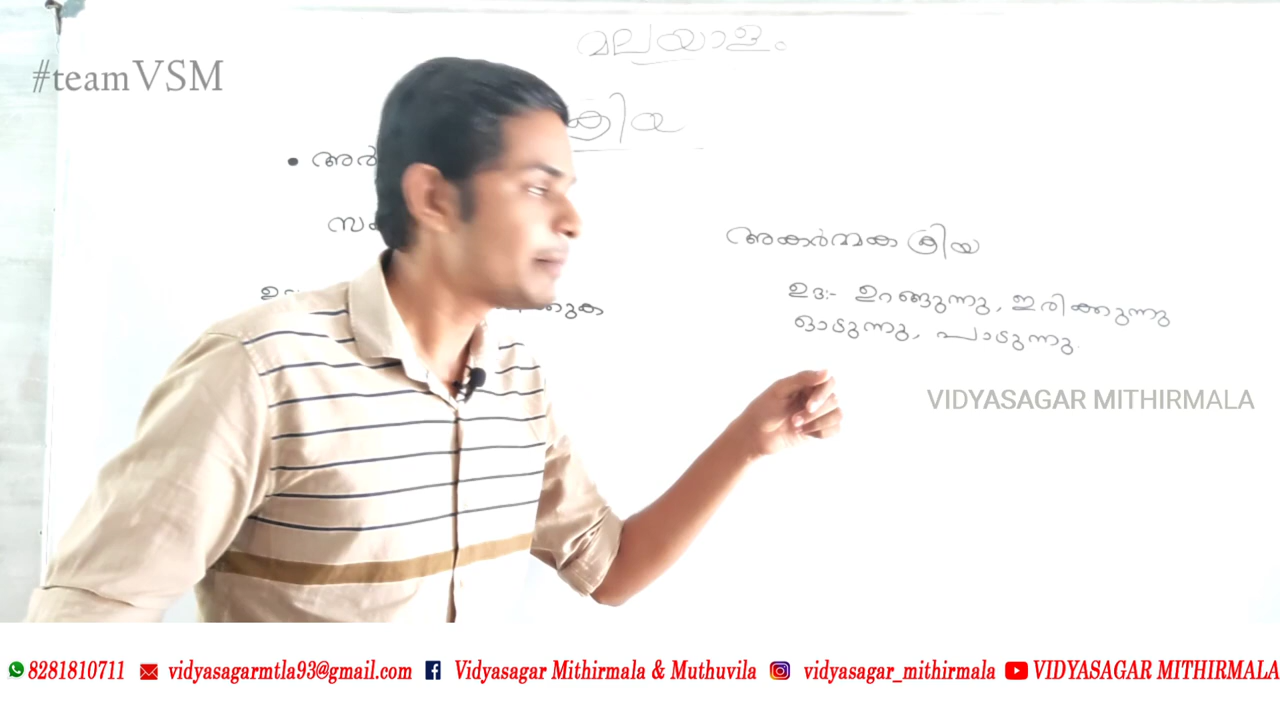 #teamVSM
മലയാളം
ക്രിയ
അകർമ്മക ക്രിയ
ഉദ:- ഉറങ്ങുന്നു, ഇരിക്കുന്നു
ഓടുന്നു, പാടുന്നു.
VIDYASAGAR MITHIRMALA
8281810711 vidyasagarmtla93@gmail.com Vidyasagar Mithirmala & Muthuvila vidyasagar_mithirmala VIDYASAGAR MITHIRMALA